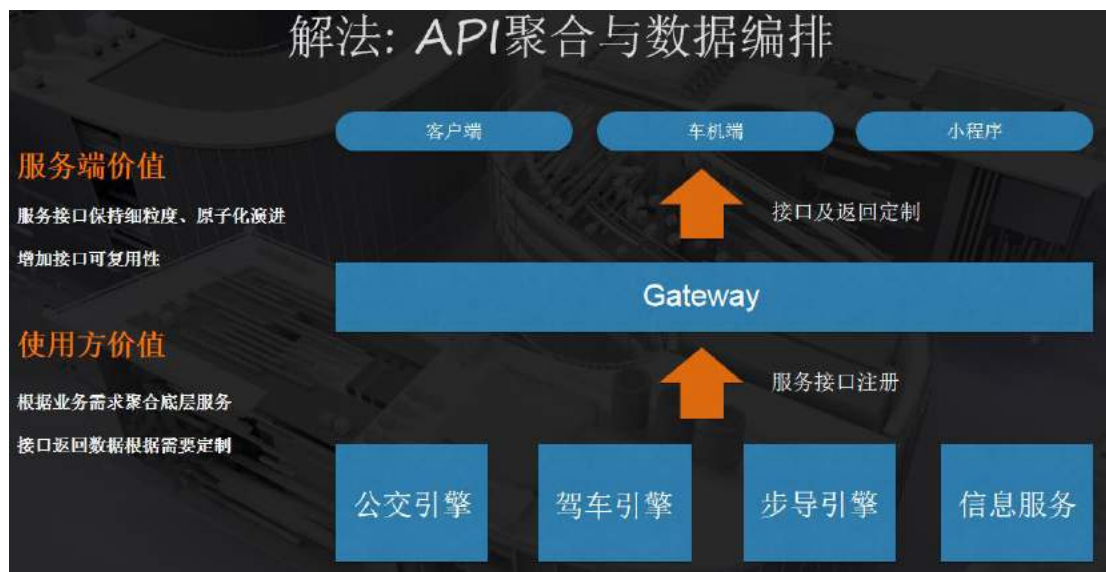 解法: API聚合与数据编排
服务端价值
服务接口保持细粒度、原子化演进
增加接口可复用性
使用方价值
根据业务需求聚合底层服务
接口返回数据根据需要定制
客户端
车机端
小程序
接口及返回定制
Gateway
服务接口注册
公交引擎
驾车引擎
步导引擎
信息服务